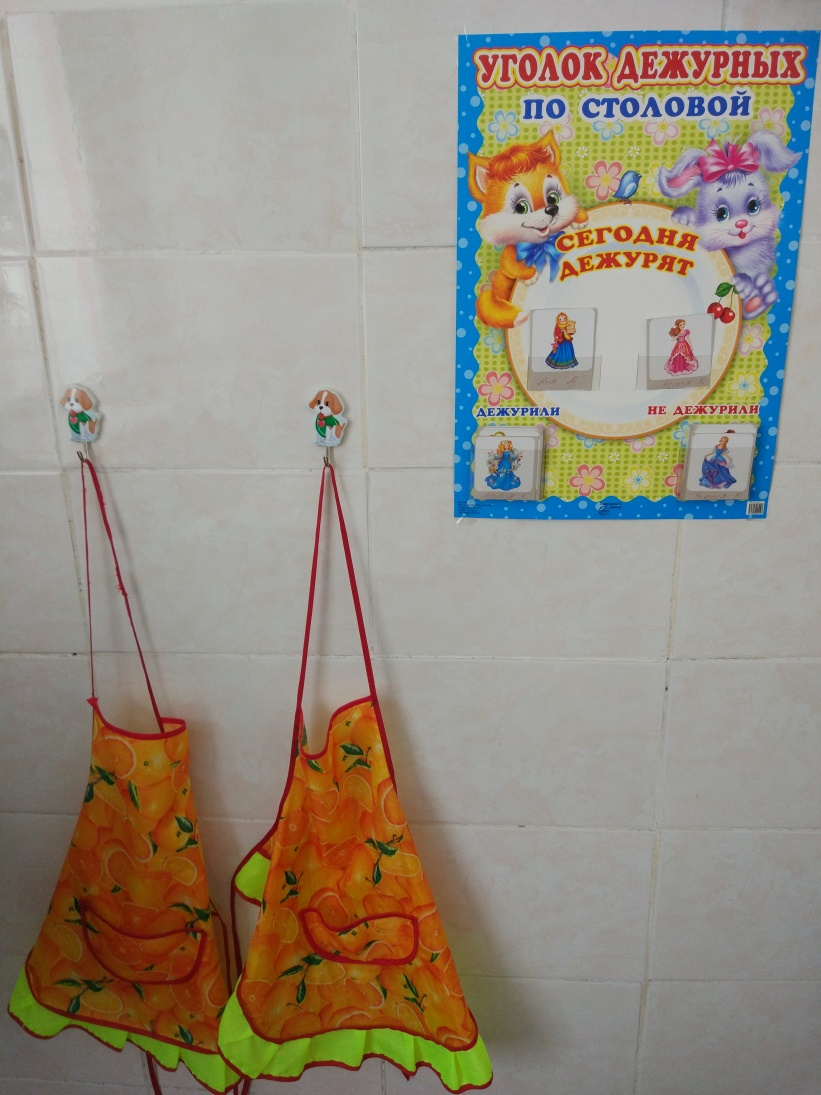 УГОЛОК ДЕЖУРНЫХ
ПО СТОЛОВОЙ
СЕГОДНЯ
ДЕЖУРЯТ
ДЕЖУРИЛИ
НЕ ДЕЖУРИЛИ